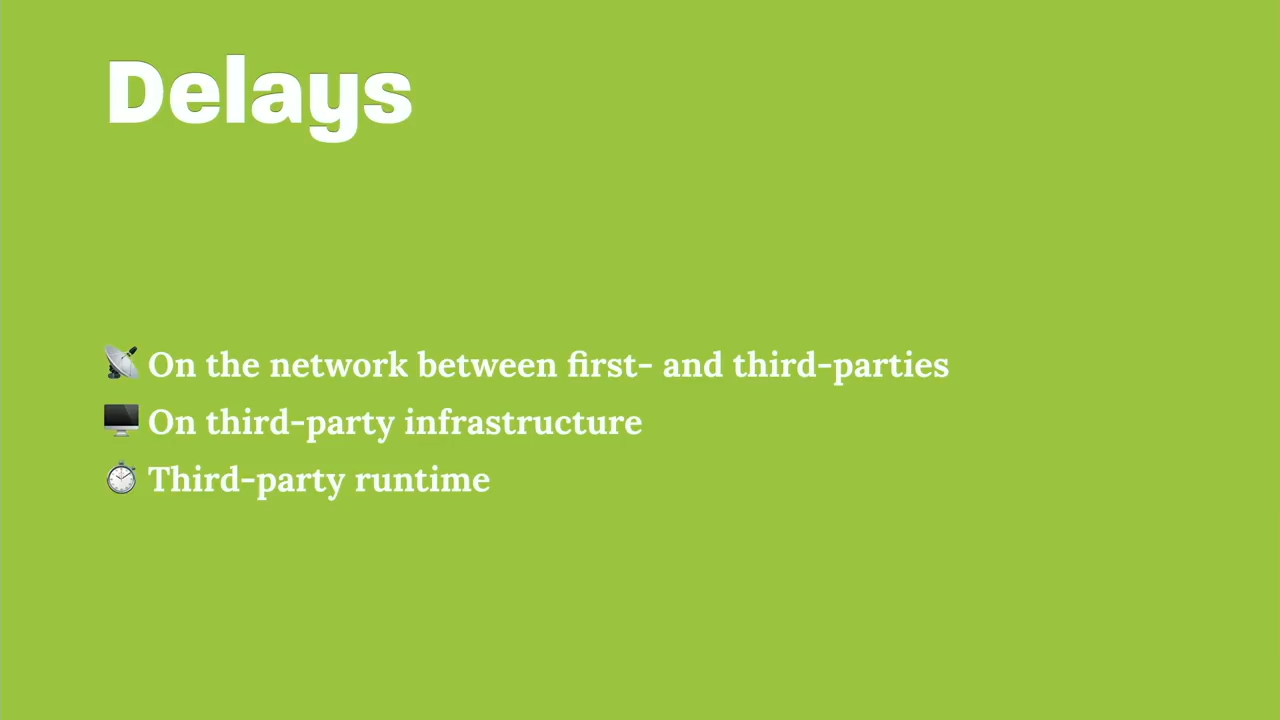 Delays
On the network between first- and third-parties
On third-party infrastructure
Third-party runtime